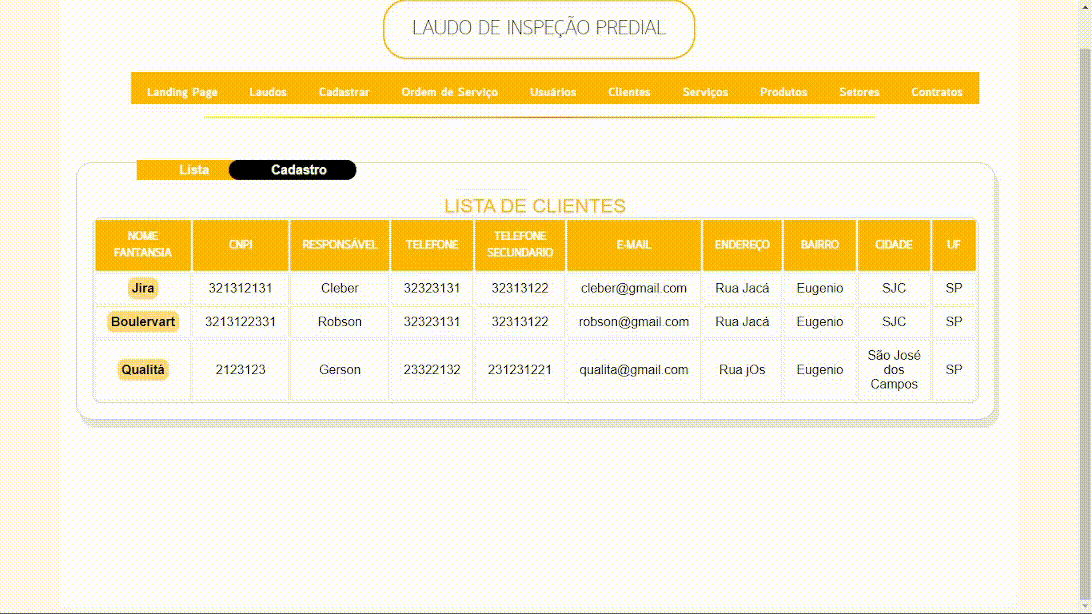 LAUDO DE INSPEÇÃO PREDIAL
Landing Page Laudos Cadastrar Ordem de Serviço Usuários Clientes Serviços Produtos Setores Contratos
Lista Cadastro
LISTA DE CLIENTES
NOME FANTANSIA CNPJ RESPONSÁVEL TELEFONE TELEFONE SECUNDARIO E-MAIL ENDEREÇO BAIRRO CIDADE UF
Jira 321312131 Cleber 32323131 32313122 cleber@gmail.com Rua Jacá Eugenio SJC SP
Boulervart 3213122331 Robson 32323131 32313122 robson@gmail.com Rua Jacá Eugenio SJC SP
Qualitá 2123123 Gerson 23322132 231231221 qualita@gmail.com Rua jOs Eugenio São José dos Campos SP